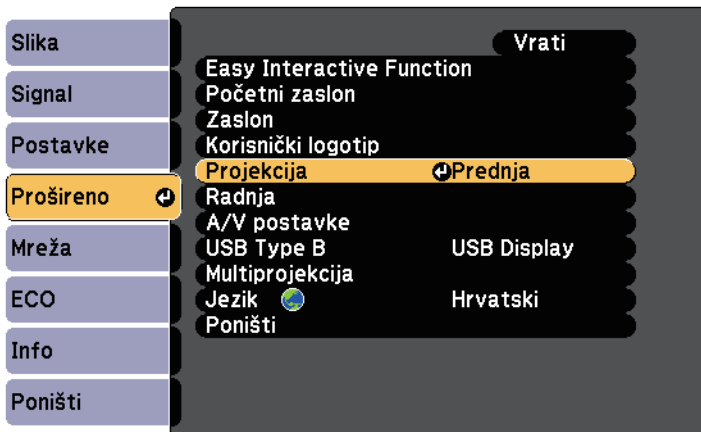 Slika
Signal
Postavke
Prošireno
Mreža
ECO
Info
Poništi
Vrati
Easy Interactive Function
Početni zaslon
Zaslon
Korisnički logotip
Projekcija Prednja
Radnja
A/V postavke
USB Type B USB Display
Multiprojekcija
Jezik Hrvatski
Poništi